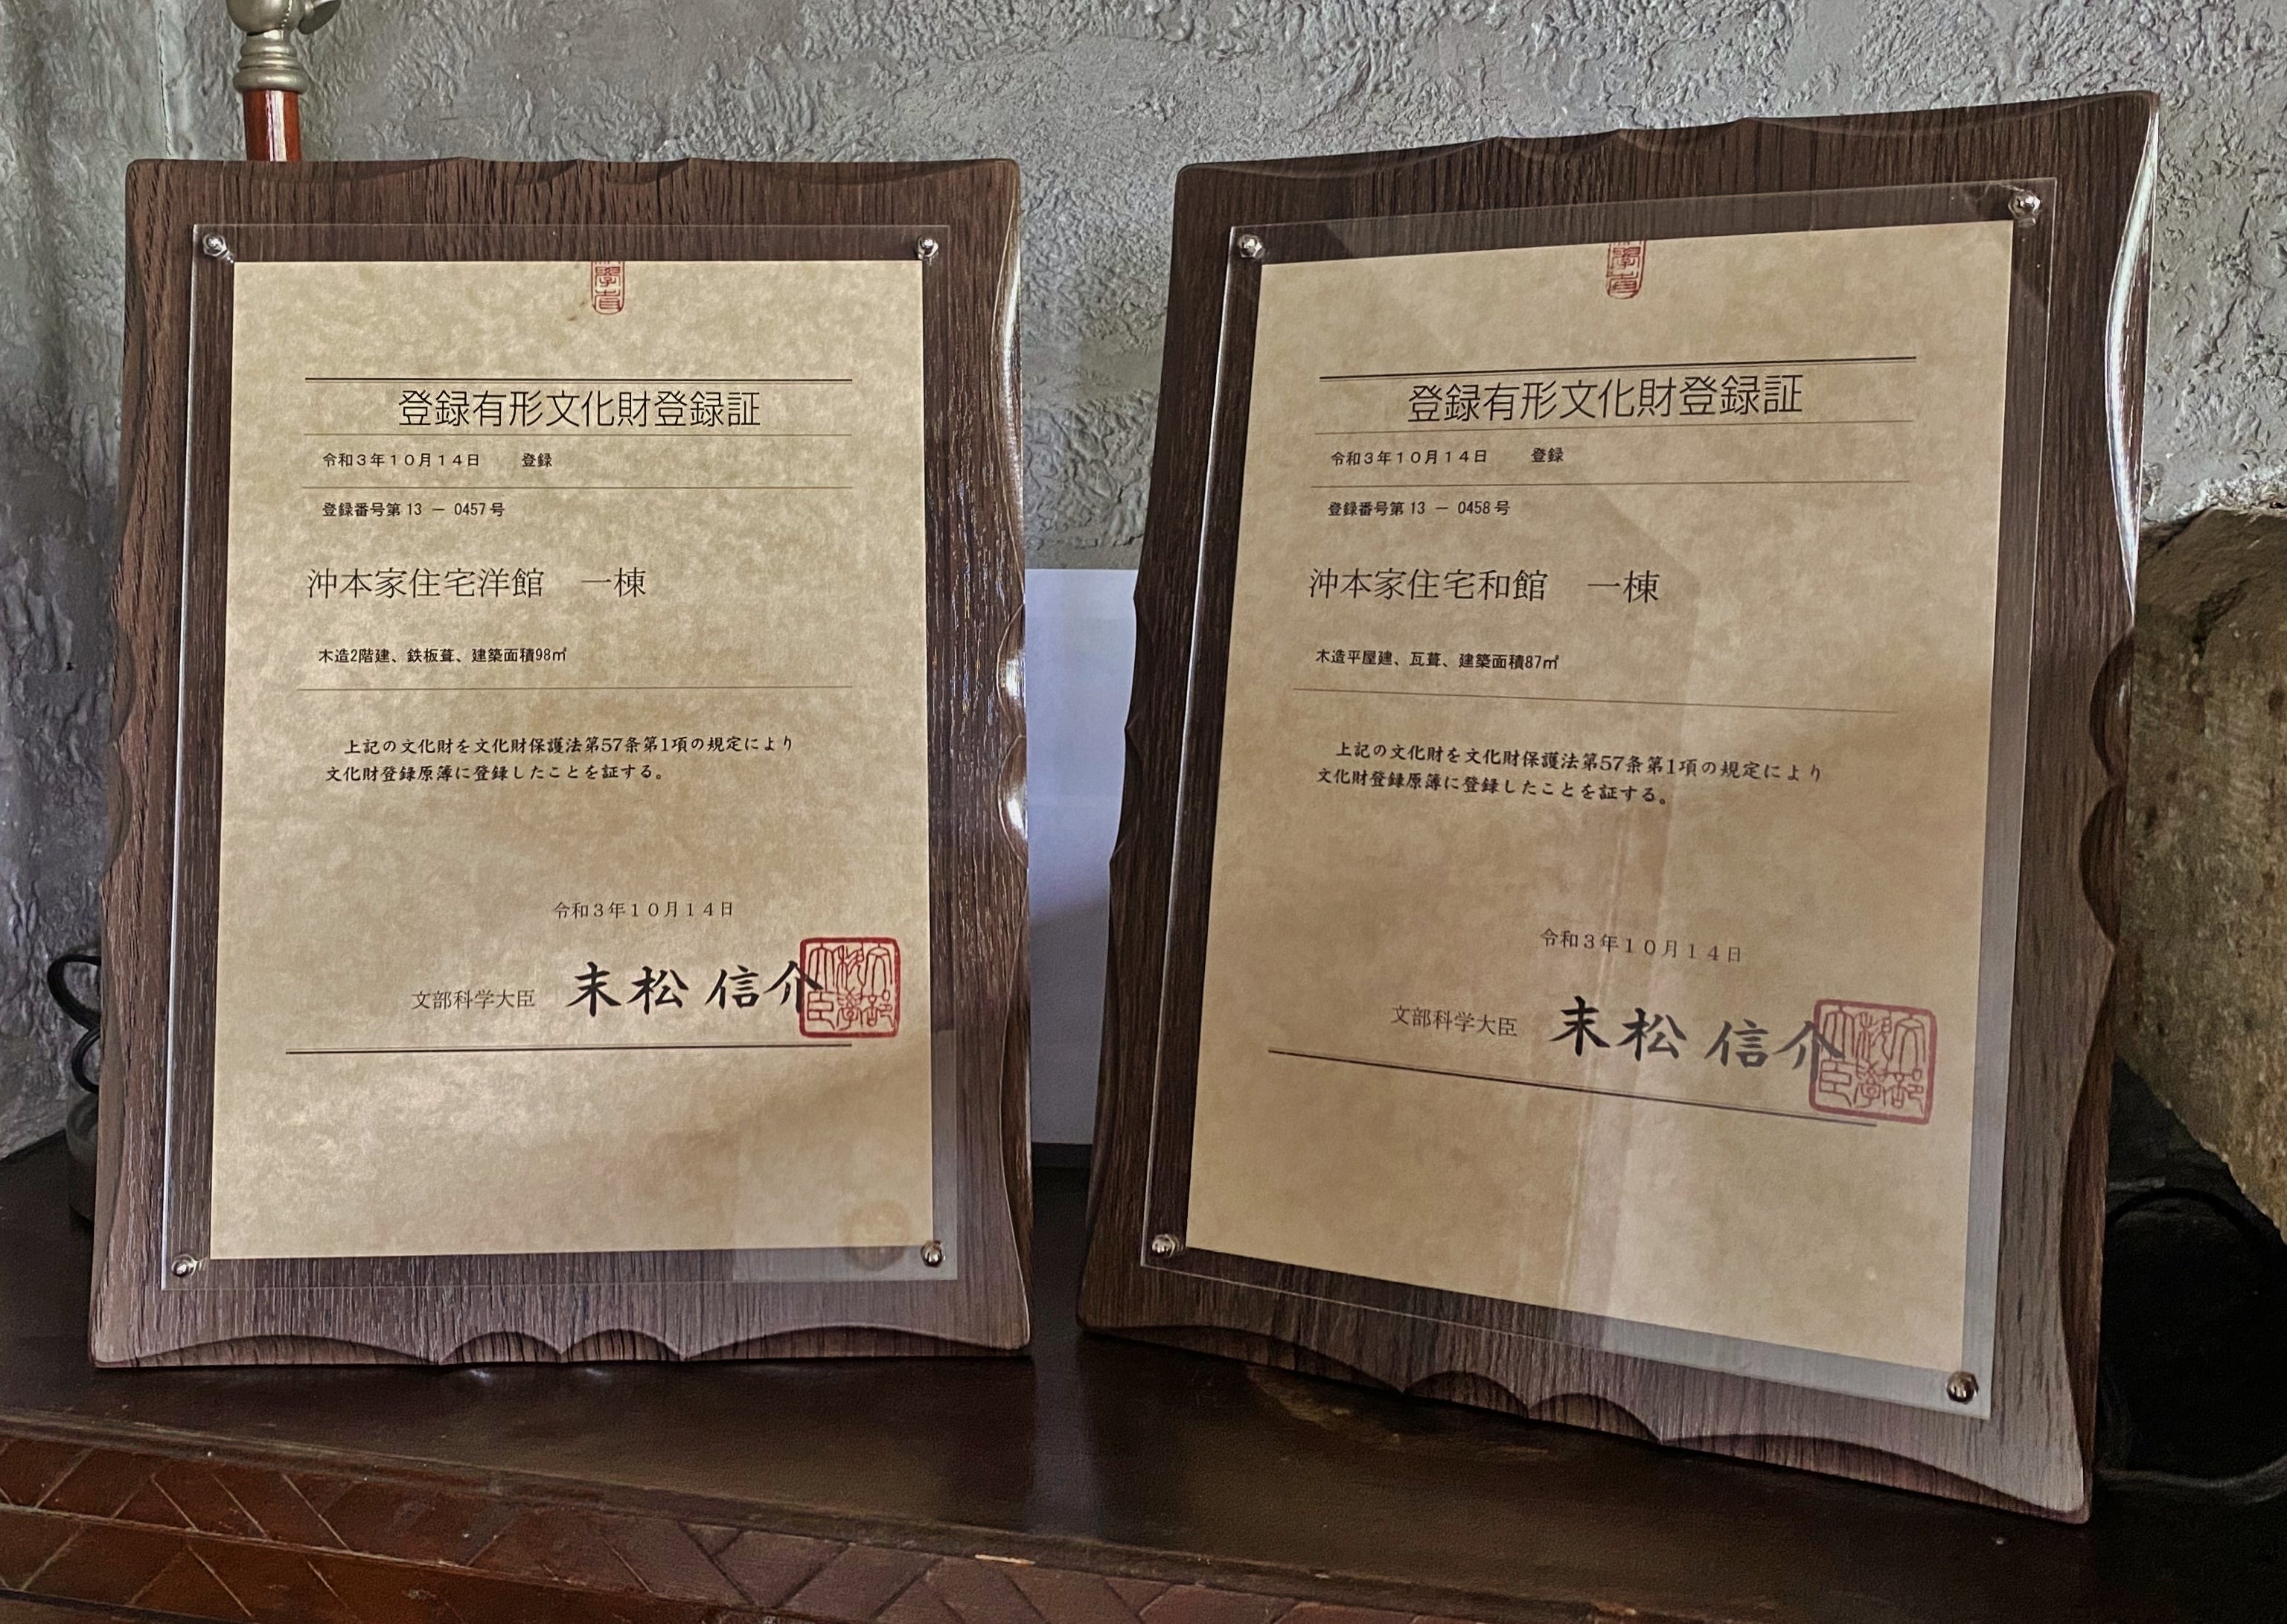 登録有形文化財登録証
令和3年10月14日 登録
登録番号第 13 － 0457 号
沖本家住宅洋館 一棟
木造2階建、鉄板葺、建築面積98㎡
上記の文化財を文化財保護法第57条第1項の規定により
文化財登録原簿に登録したことを証する。
令和3年10月14日
文部科学大臣 末松 信介
登録有形文化財登録証
令和3年10月14日 登録
登録番号第 13 － 0458 号
沖本家住宅和館 一棟
木造平屋建、瓦葺、建築面積87㎡
上記の文化財を文化財保護法第57条第1項の規定により
文化財登録原簿に登録したことを証する。
令和3年10月14日
文部科学大臣 末松 信介